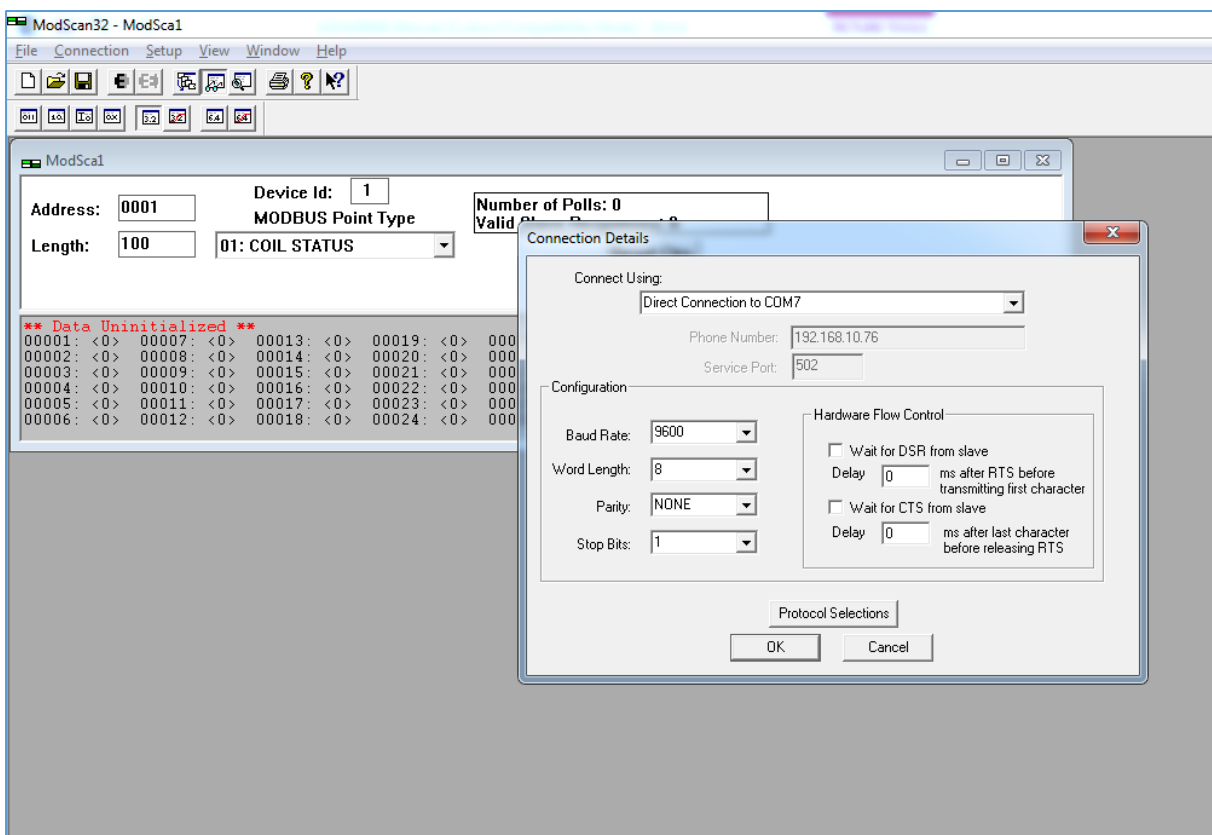 ModScan32 - ModSca1
File Connection Setup View Window Help
ModSca1
Address: 0001
Device Id: 1
MODBUS Point Type
Length: 100
01: COIL STATUS
Number of Polls: 0
Valid
** Data Uninitialized **
00001: <0> 00007: <0> 00013: <0> 00019: <0> 000
00002: <0> 00008: <0> 00014: <0> 00020: <0> 000
00003: <0> 00009: <0> 00015: <0> 00021: <0> 000
00004: <0> 00010: <0> 00016: <0> 00022: <0> 000
00005: <0> 00011: <0> 00017: <0> 00023: <0> 000
00006: <0> 00012: <0> 00018: <0> 00024: <0> 000
Connection Details
Connect Using:
Direct Connection to COM7
Phone Number: 192.168.10.76
Service Port: 502
Configuration
Baud Rate: 9600
Word Length: 8
Parity: NONE
Stop Bits: 1
Hardware Flow Control
Wait for DSR from slave
Delay 0 ms after RTS before
transmitting first character
Wait for CTS from slave
Delay 0 ms after last character
before releasing RTS
Protocol Selections
OK Cancel